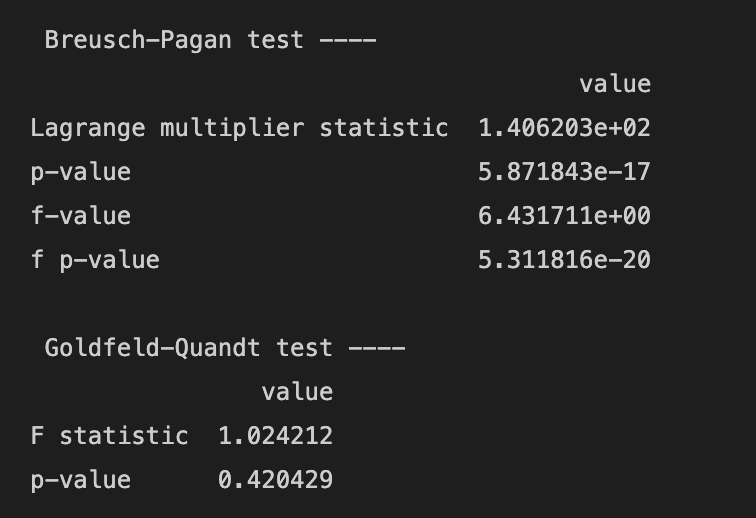 Breusch-Pagan test ----
value
Lagrange multiplier statistic 1.406203e+02
p-value 5.871843e-17
f-value 6.431711e+00
f p-value 5.311816e-20
Goldfeld-Quandt test ----
value
F statistic 1.024212
p-value 0.420429